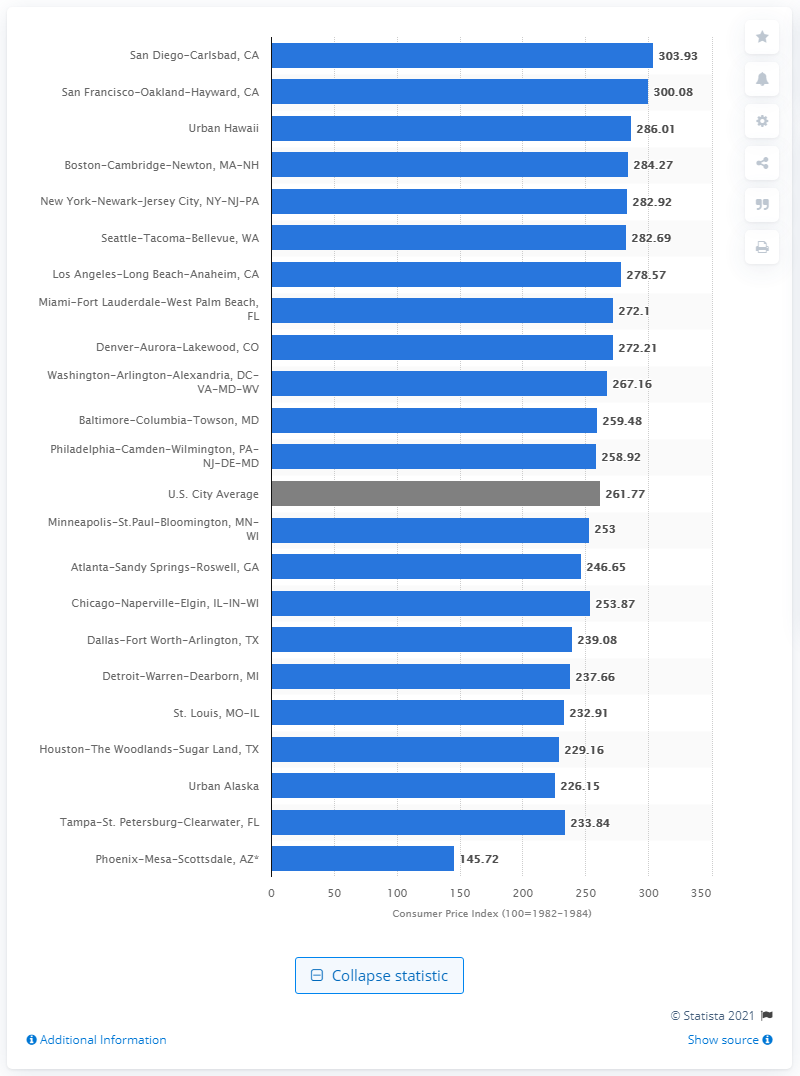 San Diego-Carlsbad, CA 303.93
San Francisco-Oakland-Hayward, CA 300.08
Urban Hawaii 286.01
Boston-Cambridge-Newton, MA-NH 284.27
New York-Newark-Jersey City, NY-NJ-PA 282.92
Seattle-Tacoma-Bellevue, WA 282.69
Los Angeles-Long Beach-Anaheim, CA 278.57
Miami-Fort Lauderdale-West Palm Beach,
FL 272.1
Denver-Aurora-Lakewood, CO 272.21
Washington-Arlington-Alexandria, DC-
VA-MD-WV 267.16
Baltimore-Columbia-Towson, MD 259.48
Philadelphia-Camden-Wilmington, PA-
NJ-DE-MD 258.92
U.S. City Average 261.77
Minneapolis-St.Paul-Bloomington, MN-
WI 253
Atlanta-Sandy Springs-Roswell, GA 246.65
Chicago-Naperville-Elgin, IL-IN-WI 253.87
Dallas-Fort Worth-Arlington, TX 239.08
Detroit-Warren-Dearborn, MI 237.66
St. Louis, MO-IL 232.91
Houston-The Woodlands-Sugar Land, TX 229.16
Urban Alaska 226.15
Tampa-St. Petersburg-Clearwater, FL 233.84
Phoenix-Mesa-Scottsdale, AZ* 145.72
0 50 100 150 200 250 300 350
Consumer Price Index (100=1982-1984)
Collapse statistic
© Statista 2021
Additional Information Show source